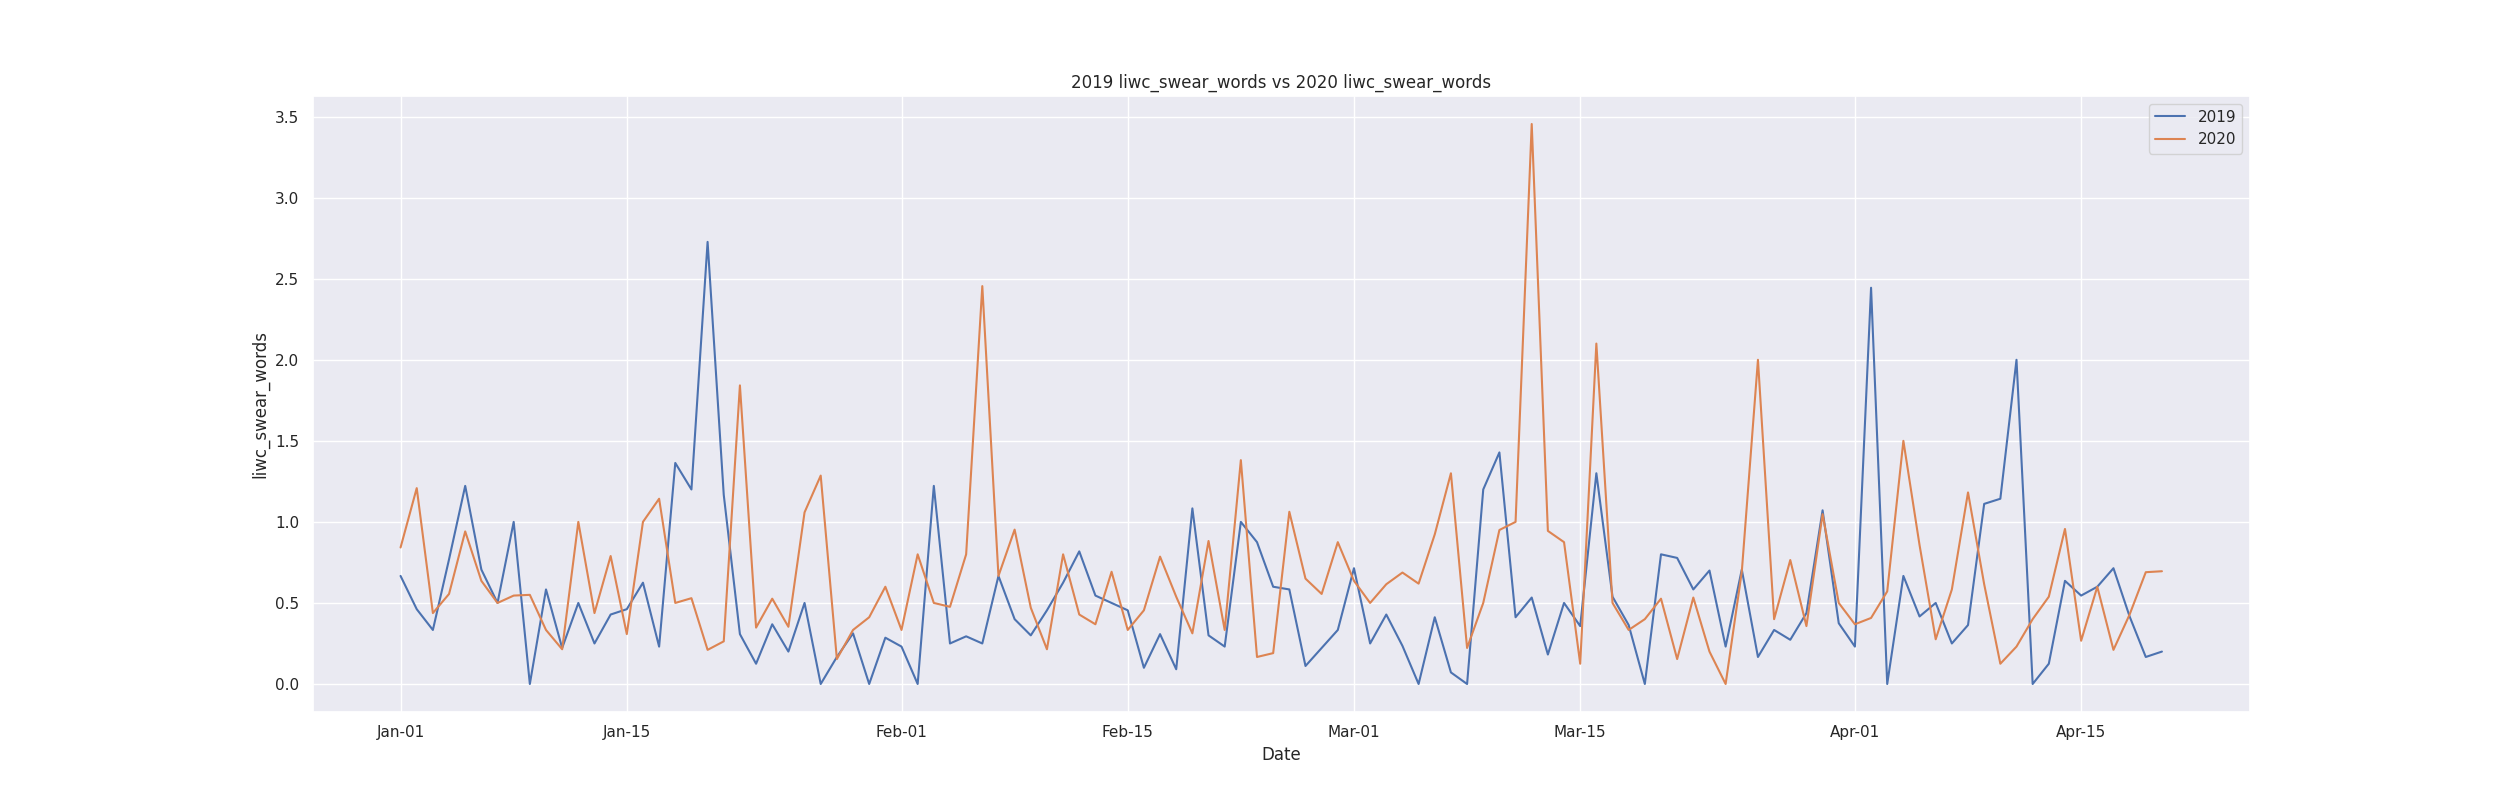 2019 liwc_swear_words vs 2020 liwc_swear_words
2019
2020
liwc_swear_words
3.5
3.0
2.5
2.0
1.5
1.0
0.5
0.0
Jan-01 Jan-15 Feb-01 Feb-15 Mar-01 Mar-15 Apr-01 Apr-15
Date